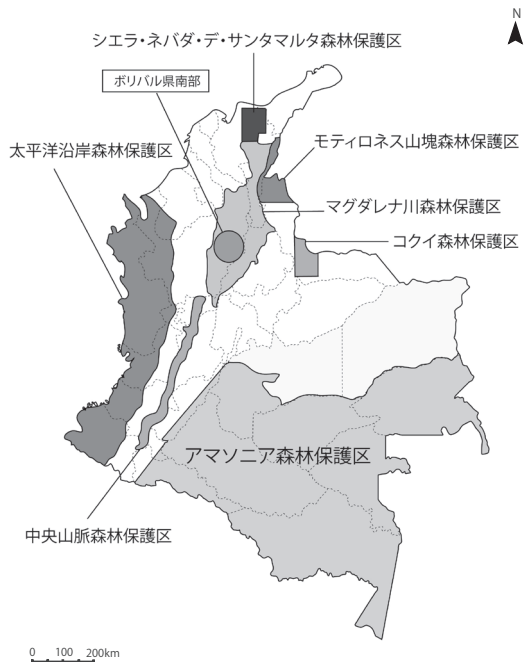 N
シエラ・ネバダ・デ・サンタマルタ森林保護区
ボリバル県南部
モティロネス山塊森林保護区
太平洋沿岸森林保護区
マグダレナ川森林保護区
コクイ森林保護区
アマゾニア森林保護区
中央山脈森林保護区
0 100 200km